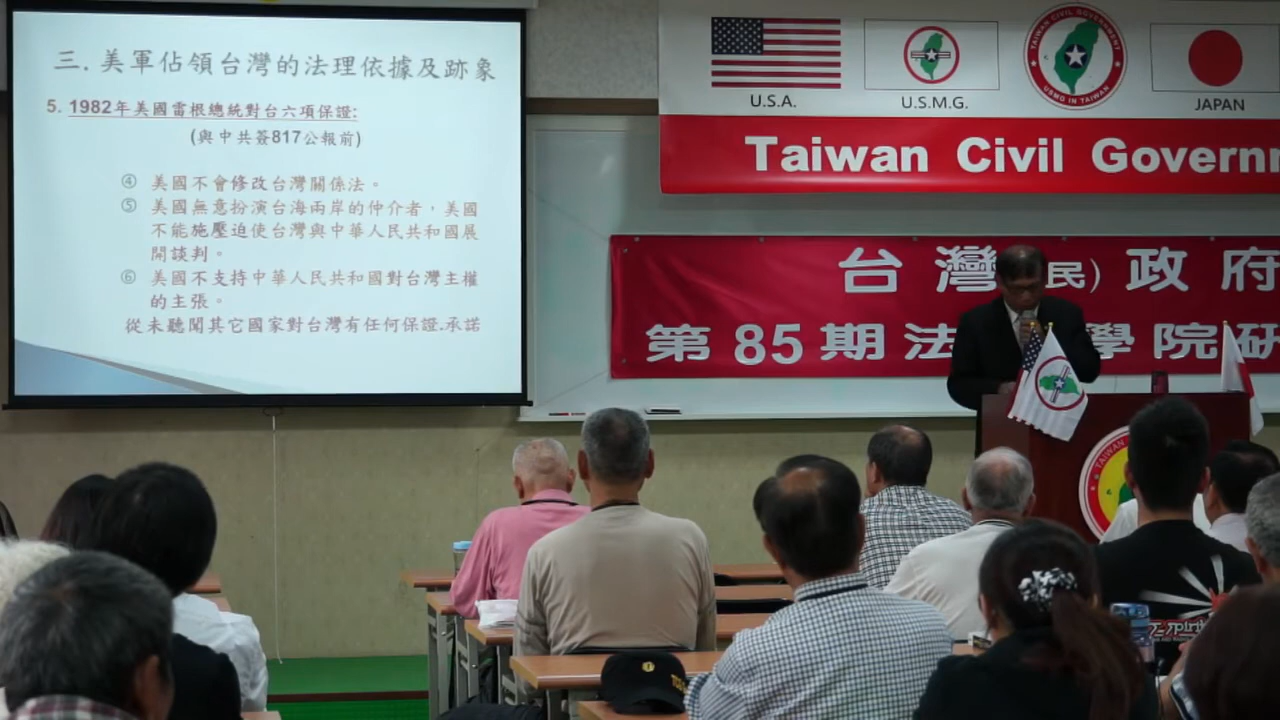 三. 美軍佔領台灣的法理依據及跡象
5. 1982年美國雷根總統對台六項保證:
(與中共簽817公報前)
④ 美國不會修改台灣關係法。
⑤ 美國無意扮演台海兩岸的仲介者，美國
不能施壓迫使台灣與中華人民共和國展
開談判。
⑥ 美國不支持中華人民共和國對台灣主權
的主張。
從未聽聞其它國家對台灣有任何保證.承諾
U.S.A.
U.S.M.G.
TAIWAN CIVIL GOVERNMENT
USMG IN TAIWAN
JAPAN
Taiwan Civil Governm
台灣 民) 政府
第85期法 學院研
TAIWAN
spirit